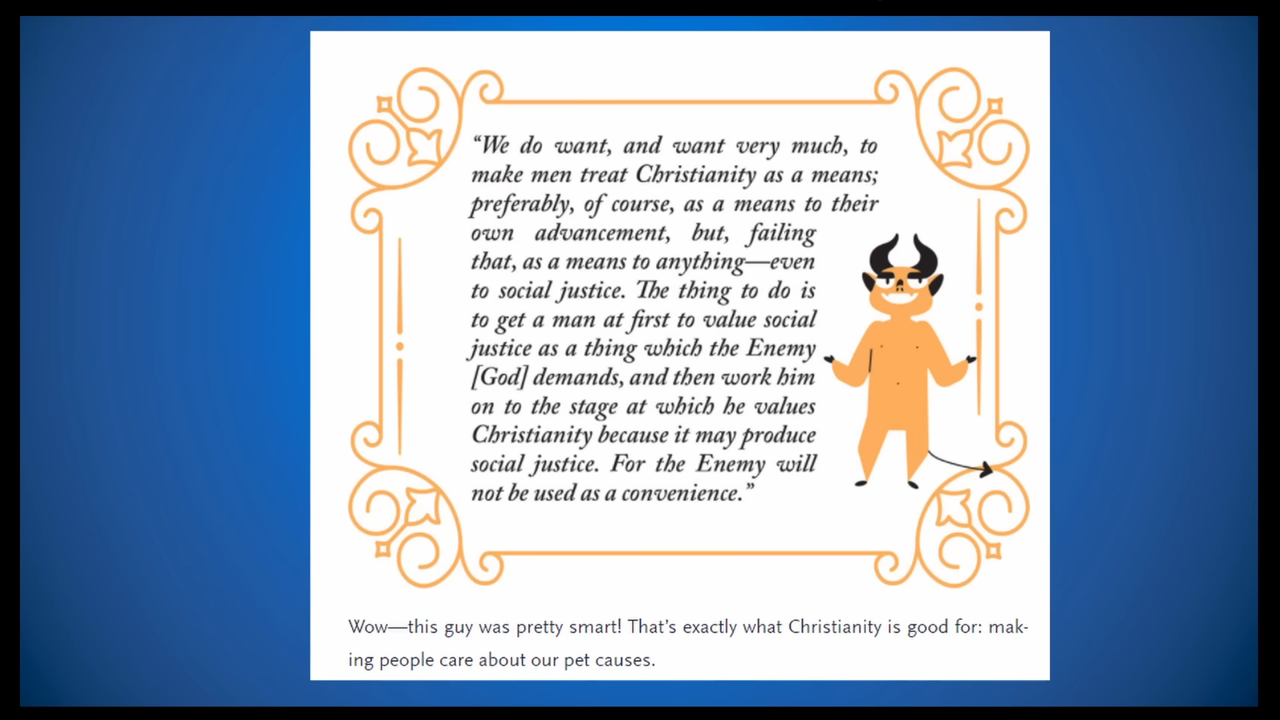 “We do want, and want very much, to
make men treat Christianity as a means;
preferably, of course, as a means to their
own advancement, but, failing
that, as a means to anything—even
to social justice. The thing to do is
to get a man at first to value social
justice as a thing which the Enemy
[God] demands, and then work him
on to the stage at which he values
Christianity because it may produce
social justice. For the Enemy will
not be used as a convenience.”
Wow—this guy was pretty smart! That’s exactly what Christianity is good for: mak-
ing people care about our pet causes.